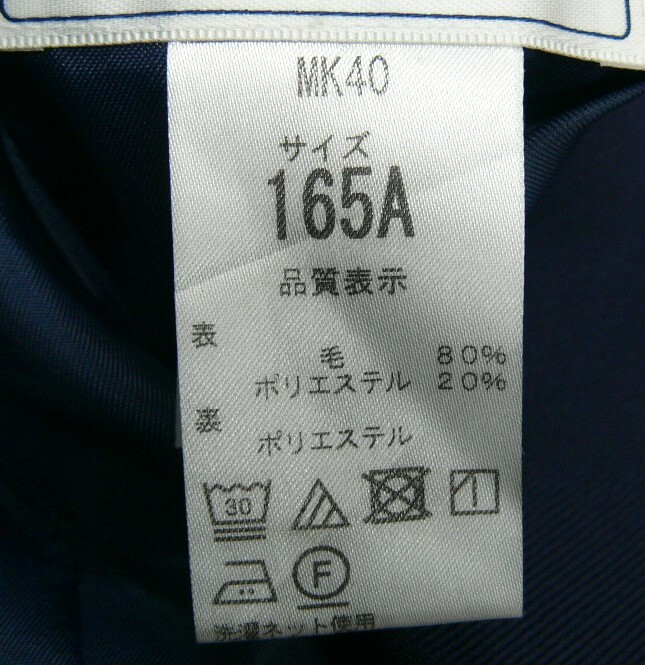 MK40
サイズ
165A
品質表示
表
毛 80%
ポリエステル 20%
裏
ポリエステル
30
F
洗濯ネット使用